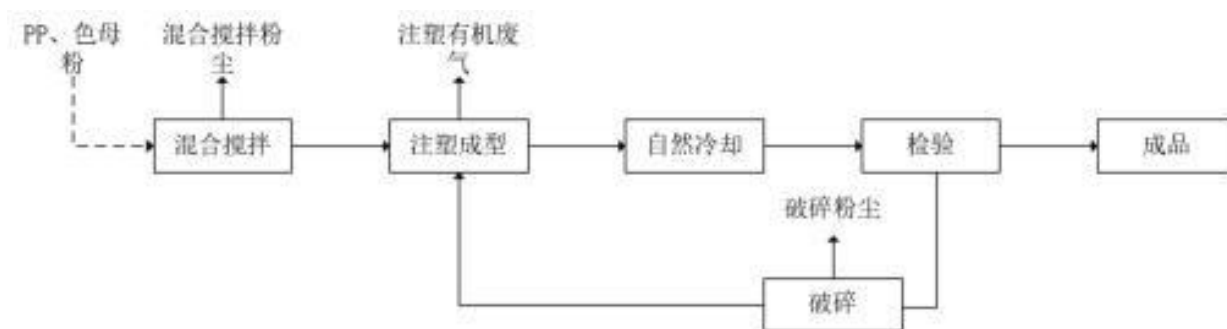 PP、色母
粉
混合搅拌粉
尘
注塑有机废
气
混合搅拌
注塑成型
自然冷却
检验
成品
破碎粉尘
破碎